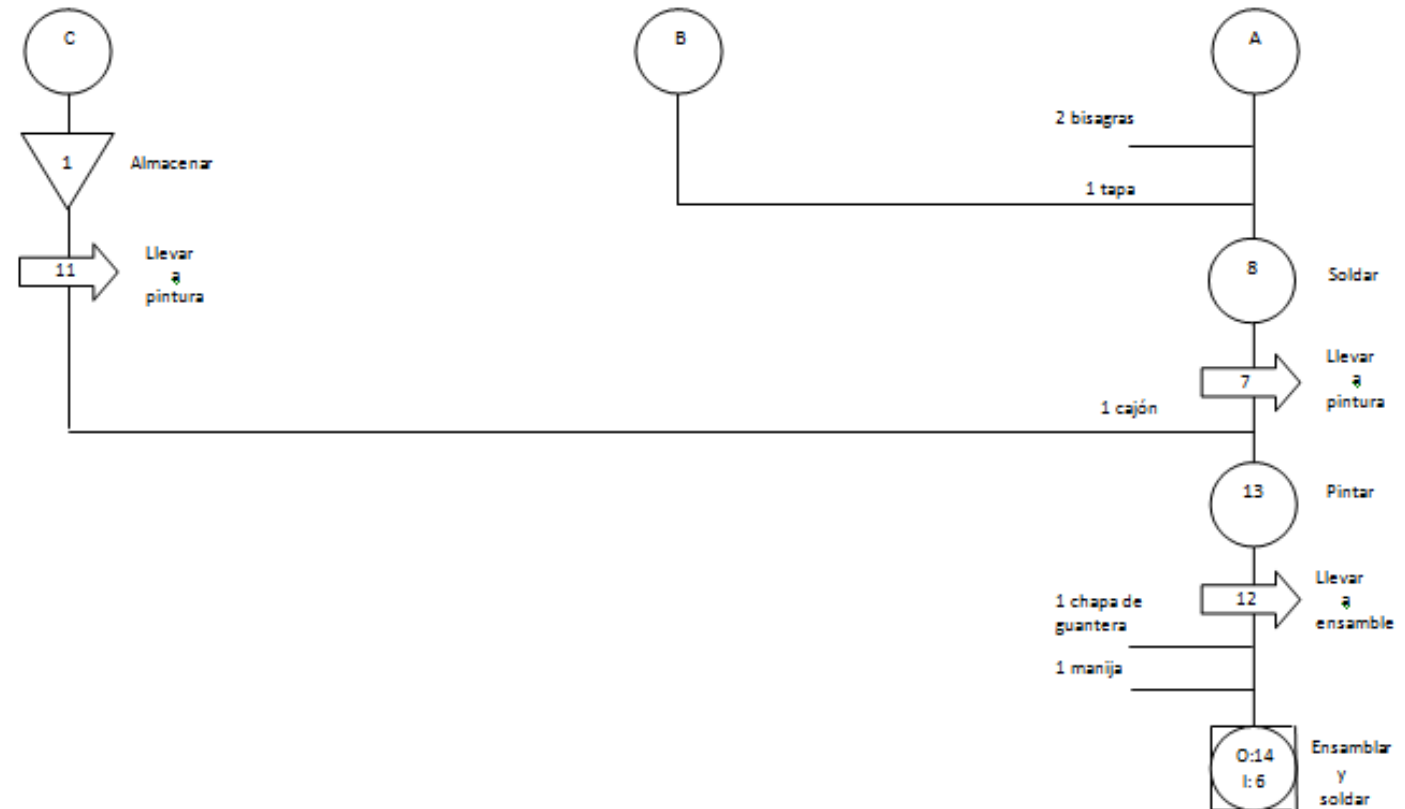 C
B
A
2 bisagras
1
Almacenar
1 tapa
11
Llevar
a
pintura
8
Soldar
7
Llevar
a
pintura
1 cajón
13
Pintar
12
Llevar
a
ensamble
1 chapa de
guantera
1 manija
O:14
I: 6
Ensamblar
y
soldar